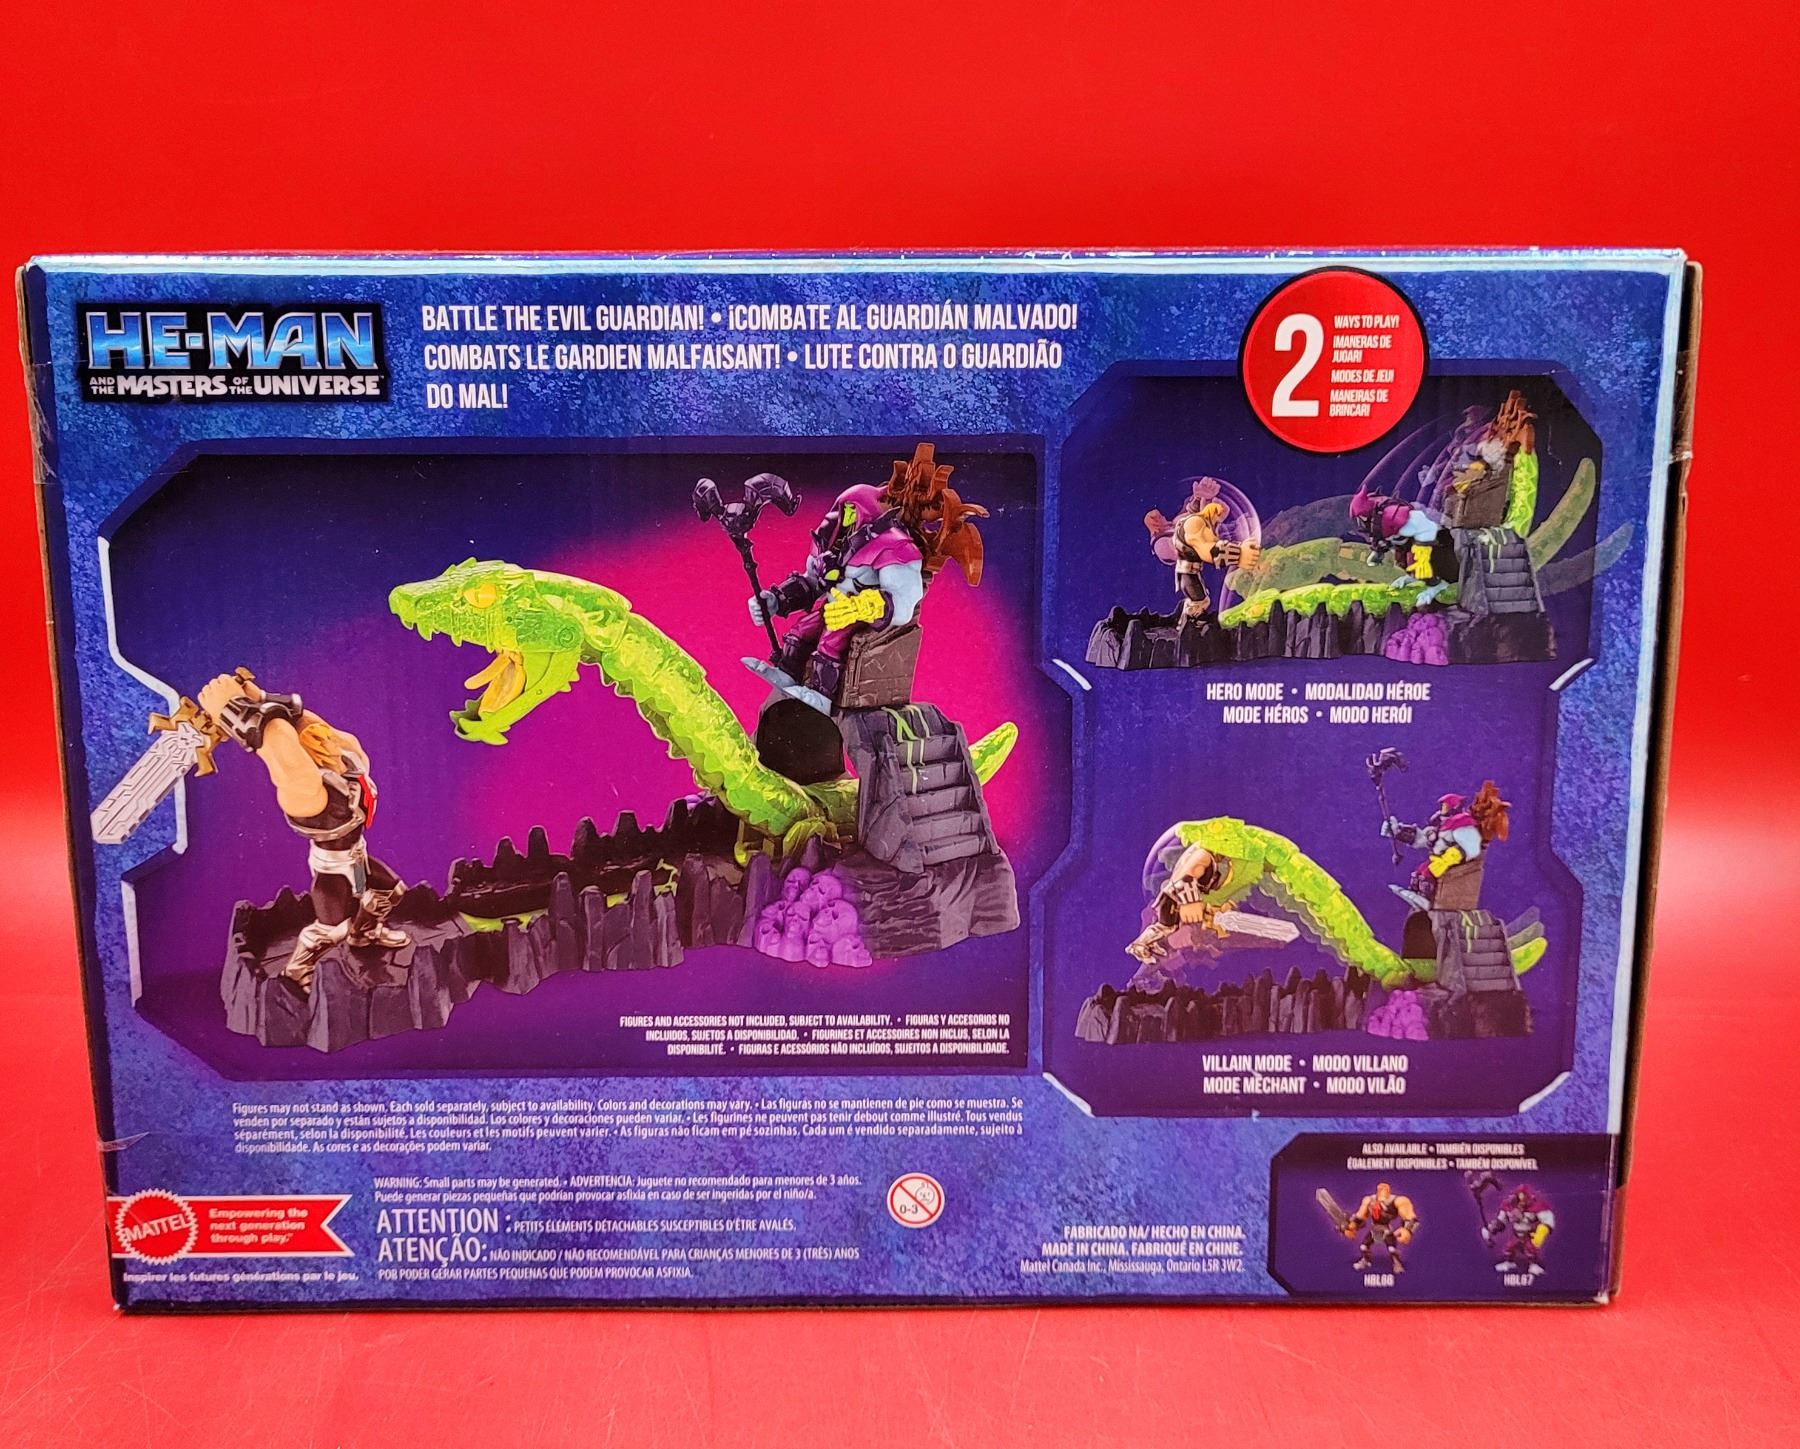 HE-MAN
AND THE MASTERS OF THE UNIVERSE
BATTLE THE EVIL GUARDIAN! • ¡COMBATE AL GUARDIÁN MALVADO!
COMBATS LE GARDIEN MALFAISANT! • LUTE CONTRA O GUARDIÃO
DO MAL!
2
WAYS TO PLAY!
¡MANERAS DE
JUGAR!
MODES DE JEU!
MANEIRAS DE
BRINCAR!
HERO MODE • MODALIDAD HÉROE
MODE HÉROS • MODO HERÓI
VILLAIN MODE • MODO VILLANO
MODE MÉCHANT • MODO VILÃO
FIGURES AND ACCESSORIES NOT INCLUDED, SUBJECT TO AVAILABILITY. • FIGURAS Y ACCESORIOS NO
INCLUIDOS, SUJETOS A DISPONIBILIDAD. • FIGURINES ET ACCESSOIRES NON INCLUS, SELON LA
DISPONIBILITÉ. • FIGURAS E ACESSÓRIOS NÃO INCLUÍDOS, SUJEITOS A DISPONIBILIDADE.
Figures may not stand as shown. Each sold separately, subject to availability. Colors and decorations may vary. • Las figuras no se mantienen de pie como se muestra. Se
venden por separado y están sujetos a disponibilidad. Los colores y decoraciones pueden variar. • Les figurines ne peuvent pas tenir debout comme illustré. Tous vendus
séparément, selon la disponibilité. Les couleurs et les motifs peuvent varier. • As figuras não ficam em pé sozinhas. Cada um é vendido separadamente, sujeito à
disponibilidade. As cores e as decorações podem variar.
WARNING: Small parts may be generated. • ADVERTENCIA: Juguete no recomendado para menores de 3 años.
Puede generar piezas pequeñas que podrían provocar asfixia en caso de ser ingeridas por el niño/a.
ATTENTION : PETITS ÉLÉMENTS DÉTACHABLES SUSCEPTIBLES D'ÊTRE AVALÉS.
ATENÇÃO: NÃO INDICADO / NÃO RECOMENDÁVEL PARA CRIANÇAS MENORES DE 3 (TRÊS) ANOS
POR PODER GERAR PARTES PEQUENAS QUE PODEM PROVOCAR ASFIXIA.
0-3
MATTEL
Empowering the
next generation
through play.™
Inspirer les futures générations par le jeu.
FABRICADO NA/ HECHO EN CHINA.
MADE IN CHINA. FABRIQUÉ EN CHINE.
Mattel Canada Inc., Mississauga, Ontario L5R 3W2.
ALSO AVAILABLE • TAMBIÉN DISPONIBLES
ÉGALEMENT DISPONIBLES • TAMBÉM DISPONÍVEL
HBL66
HBL67